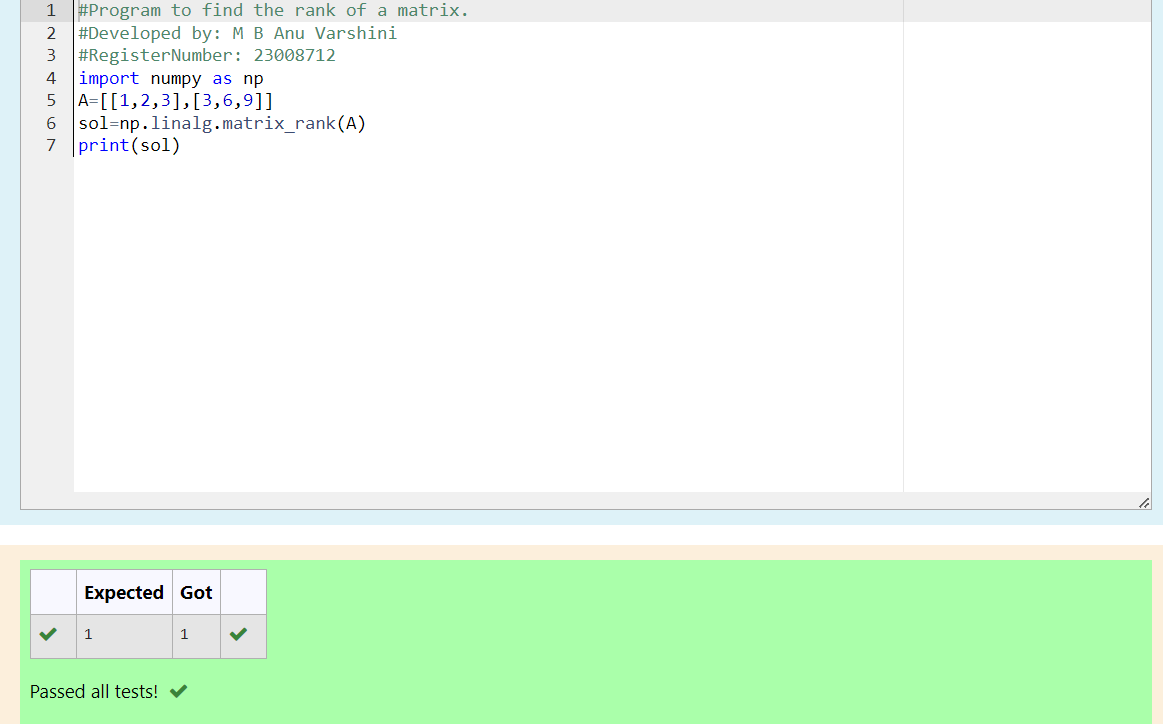 1 #Program to find the rank of a matrix.
2 #Developed by: M B Anu Varshini
3 #RegisterNumber: 23008712
4 import numpy as np
5 A=[[1,2,3],[3,6,9]]
6 sol=np.linalg.matrix_rank(A)
7 print(sol)
Expected Got
1 1
Passed all tests!